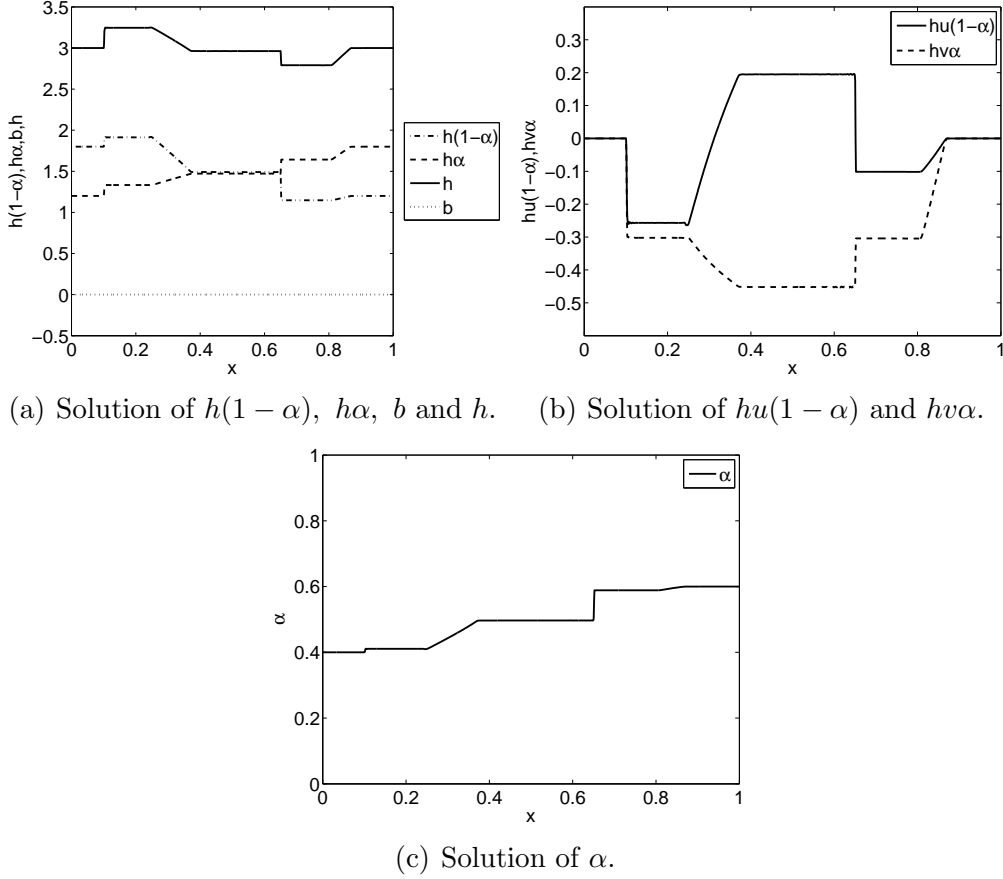 3.5
3
2.5
2
1.5
1
0.5
0
−0.5
h(1−α),hα,b,h
0 0.2 0.4 0.6 0.8 1
x
h(1−α)
hα
h
b
0.4
0.3
0.2
0.1
0
−0.1
−0.2
−0.3
−0.4
−0.5
hu(1−α),hvα
0 0.2 0.4 0.6 0.8 1
x
hu(1−α)
hvα
(a) Solution of h(1 − α), hα, b and h.
(b) Solution of hu(1 − α) and hvα.
1
0.8
0.6
0.4
0.2
0
α
0 0.2 0.4 0.6 0.8 1
x
α
(c) Solution of α.